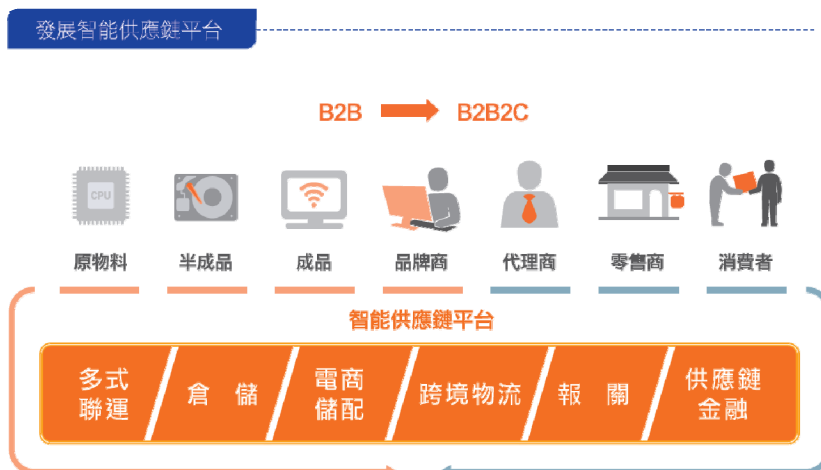 發展智能供應鏈平台
B2B B2B2C
CPU
原物料 半成品 成品 品牌商 代理商 零售商 消費者
智能供應鏈平台
多式
聯運
倉 儲
電商
儲配
跨境物流
報 關
供應鏈
金融